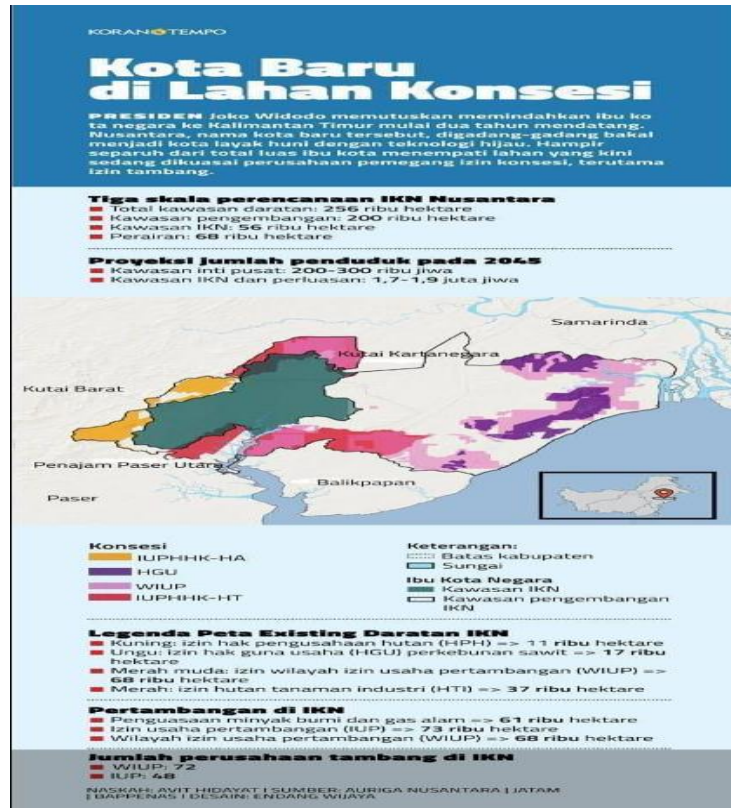 KORAN TEMPO
Kota Baru
di Lahan Konsesi
PRESIDEN Joko Widodo memutuskan memindahkan ibu ko
ta negara ke Kalimantan Timur mulai dua tahun mendatang.
Nusantara, nama kota baru tersebut, digadang-gadang bakal
menjadi kota layak huni dengan teknologi hijau. Hampir
separuh dari total luas ibu kota menempati lahan yang kini
sedang dikuasai perusahaan pemegang izin konsesi, terutama
izin tambang.
Tiga skala perencanaan IKN Nusantara
Total kawasan daratan: 256 ribu hektare
Kawasan pengembangan: 200 ribu hektare
Kawasan IKN: 56 ribu hektare
Perairan: 68 ribu hektare
Proyeksi jumlah penduduk pada 2045
Kawasan inti pusat: 200-300 ribu jiwa
Kawasan IKN dan perluasan: 1,7-1,9 juta jiwa
Samarinda
Kutai Kartanegara
Kutai Barat
Penajam Paser Utara
Balikpapan
Paser
Konsesi
IUPHHK-HA
HGU
WIUP
IUPHHK-HT
Keterangan:
Batas kabupaten
Sungai
Ibu Kota Negara
Kawasan IKN
Kawasan pengembangan
IKN
Legenda Peta Existing Daratan IKN
Kuning: izin hak pengusahaan hutan (HPH) => 11 ribu hektare
Ungu: izin hak guna usaha (HGU) perkebunan sawit => 17 ribu
hektare
Merah muda: izin wilayah izin usaha pertambangan (WIUP) =>
68 ribu hektare
Merah: izin hutan tanaman industri (HTI) => 37 ribu hektare
Pertambangan di IKN
Penguasaan minyak bumi dan gas alam => 61 ribu hektare
Izin usaha pertambangan (IUP) => 73 ribu hektare
Wilayah izin usaha pertambangan (WIUP) => 68 ribu hektare
Jumlah perusahaan tambang di IKN
WIUP: 72
IUP: 48
NASKAH: AVIT HIDAYAT | SUMBER: AURIGA NUSANTARA | JATAM
| BAPPENAS | DESAIN: ENDANG WIJAYA